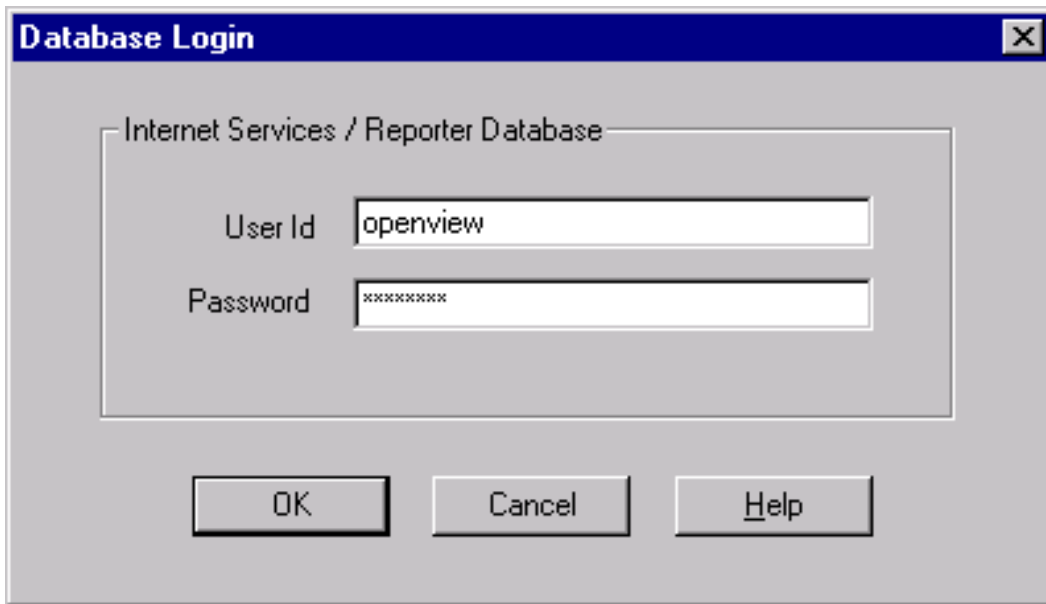 Database Login
Internet Services / Reporter Database
User Id openview
Password ********
OK Cancel Help